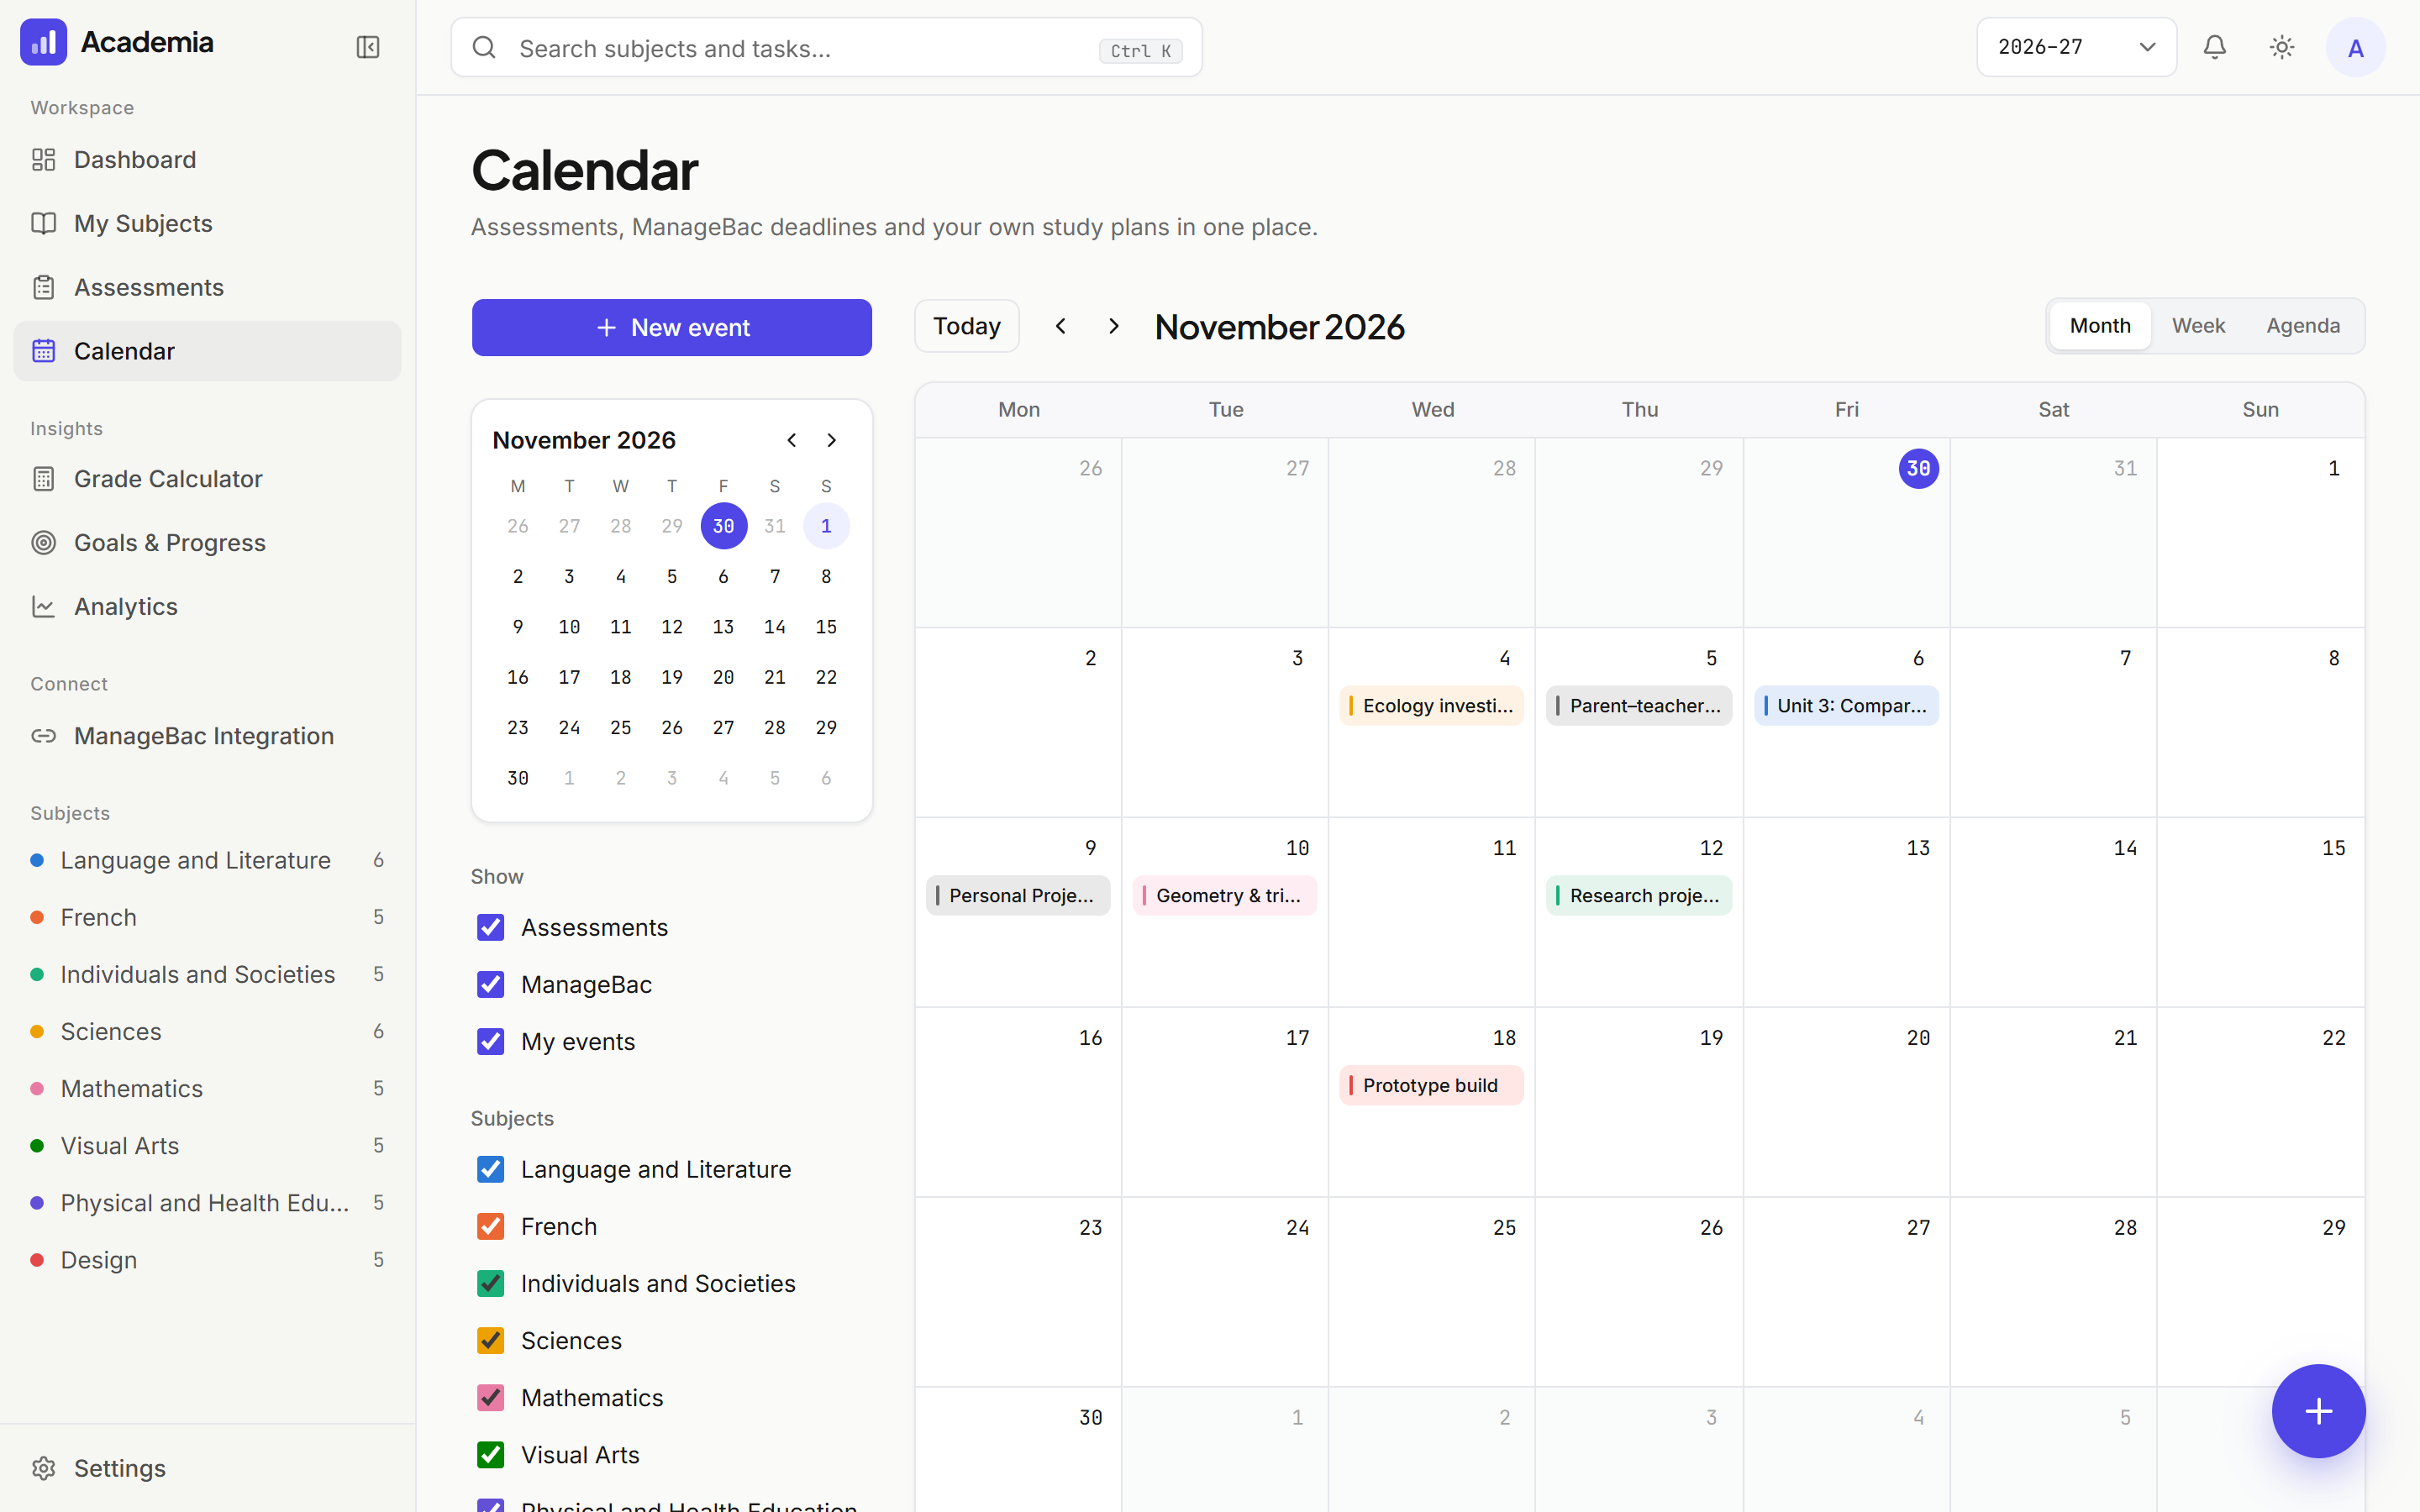 Academia
Workspace
Dashboard
My Subjects
Assessments
Calendar
Insights
Grade Calculator
Goals & Progress
Analytics
Connect
ManageBac Integration
Subjects
Language and Literature 6
French 5
Individuals and Societies 5
Sciences 6
Mathematics 5
Visual Arts 5
Physical and Health Edu... 5
Design 5
Settings
Search subjects and tasks... Ctrl K
2026-27
A
Calendar
Assessments, ManageBac deadlines and your own study plans in one place.
New event
November 2026
M T W T F S S
26 27 28 29 30 31 1
2 3 4 5 6 7 8
9 10 11 12 13 14 15
16 17 18 19 20 21 22
23 24 25 26 27 28 29
30 1 2 3 4 5 6
Show
Assessments
ManageBac
My events
Subjects
Language and Literature
French
Individuals and Societies
Sciences
Mathematics
Visual Arts
Physical and Health Education
Today November 2026 Month Week Agenda
Mon Tue Wed Thu Fri Sat Sun
26 27 28 29 30 31 1
2 3 4 5 6 7 8
Ecology investi... Parent–teacher... Unit 3: Compar...
9 10 11 12 13 14 15
Personal Proje... Geometry & tri... Research proje...
16 17 18 19 20 21 22
Prototype build
23 24 25 26 27 28 29
30 1 2 3 4 5